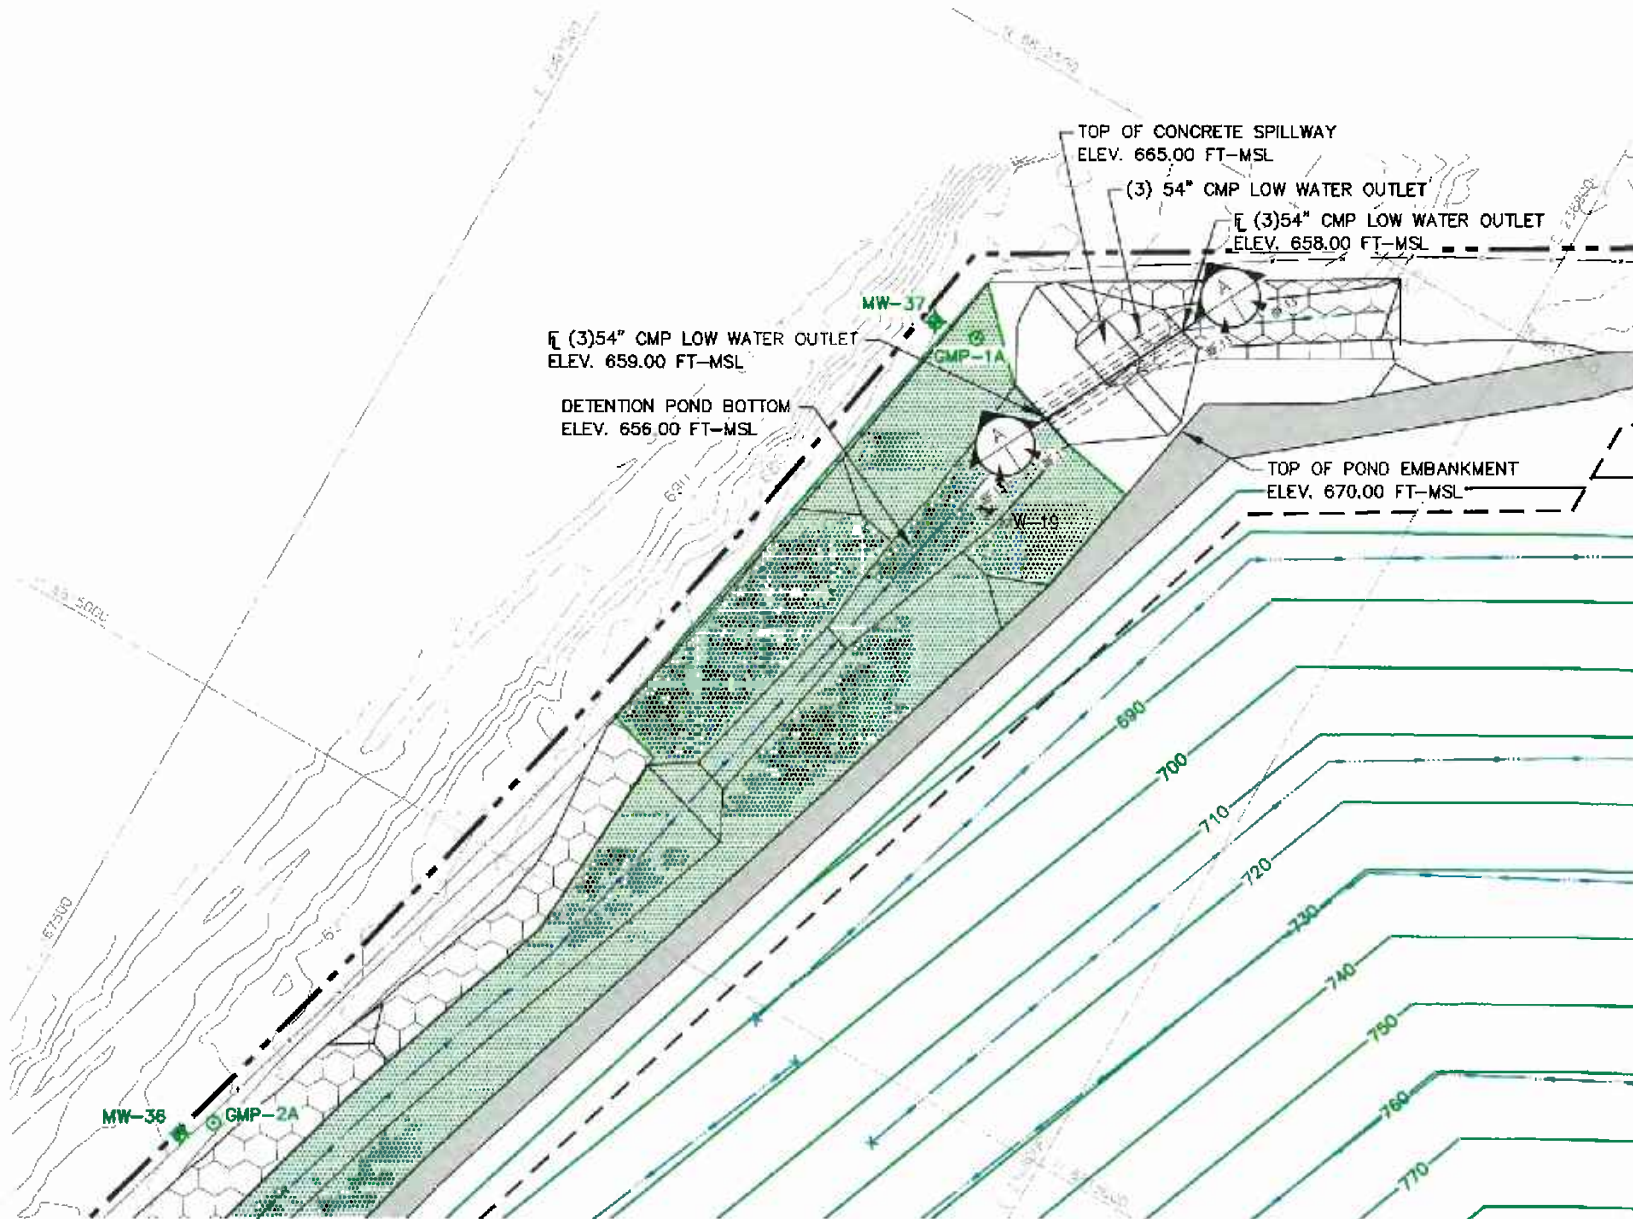 TOP OF CONCRETE SPILLWAY
ELEV. 665.00 FT-MSL
(3) 54" CMP LOW WATER OUTLET
℄ (3)54" CMP LOW WATER OUTLET
ELEV. 658.00 FT-MSL
A
MW-37
℄ (3)54" CMP LOW WATER OUTLET
ELEV. 659.00 FT-MSL
GMP-1A
DETENTION POND BOTTOM
ELEV. 656.00 FT-MSL
A
TOP OF POND EMBANKMENT
ELEV. 670.00 FT-MSL
W-19
690
700
710
720
730
740
750
760
770
MW-36
GMP-2A